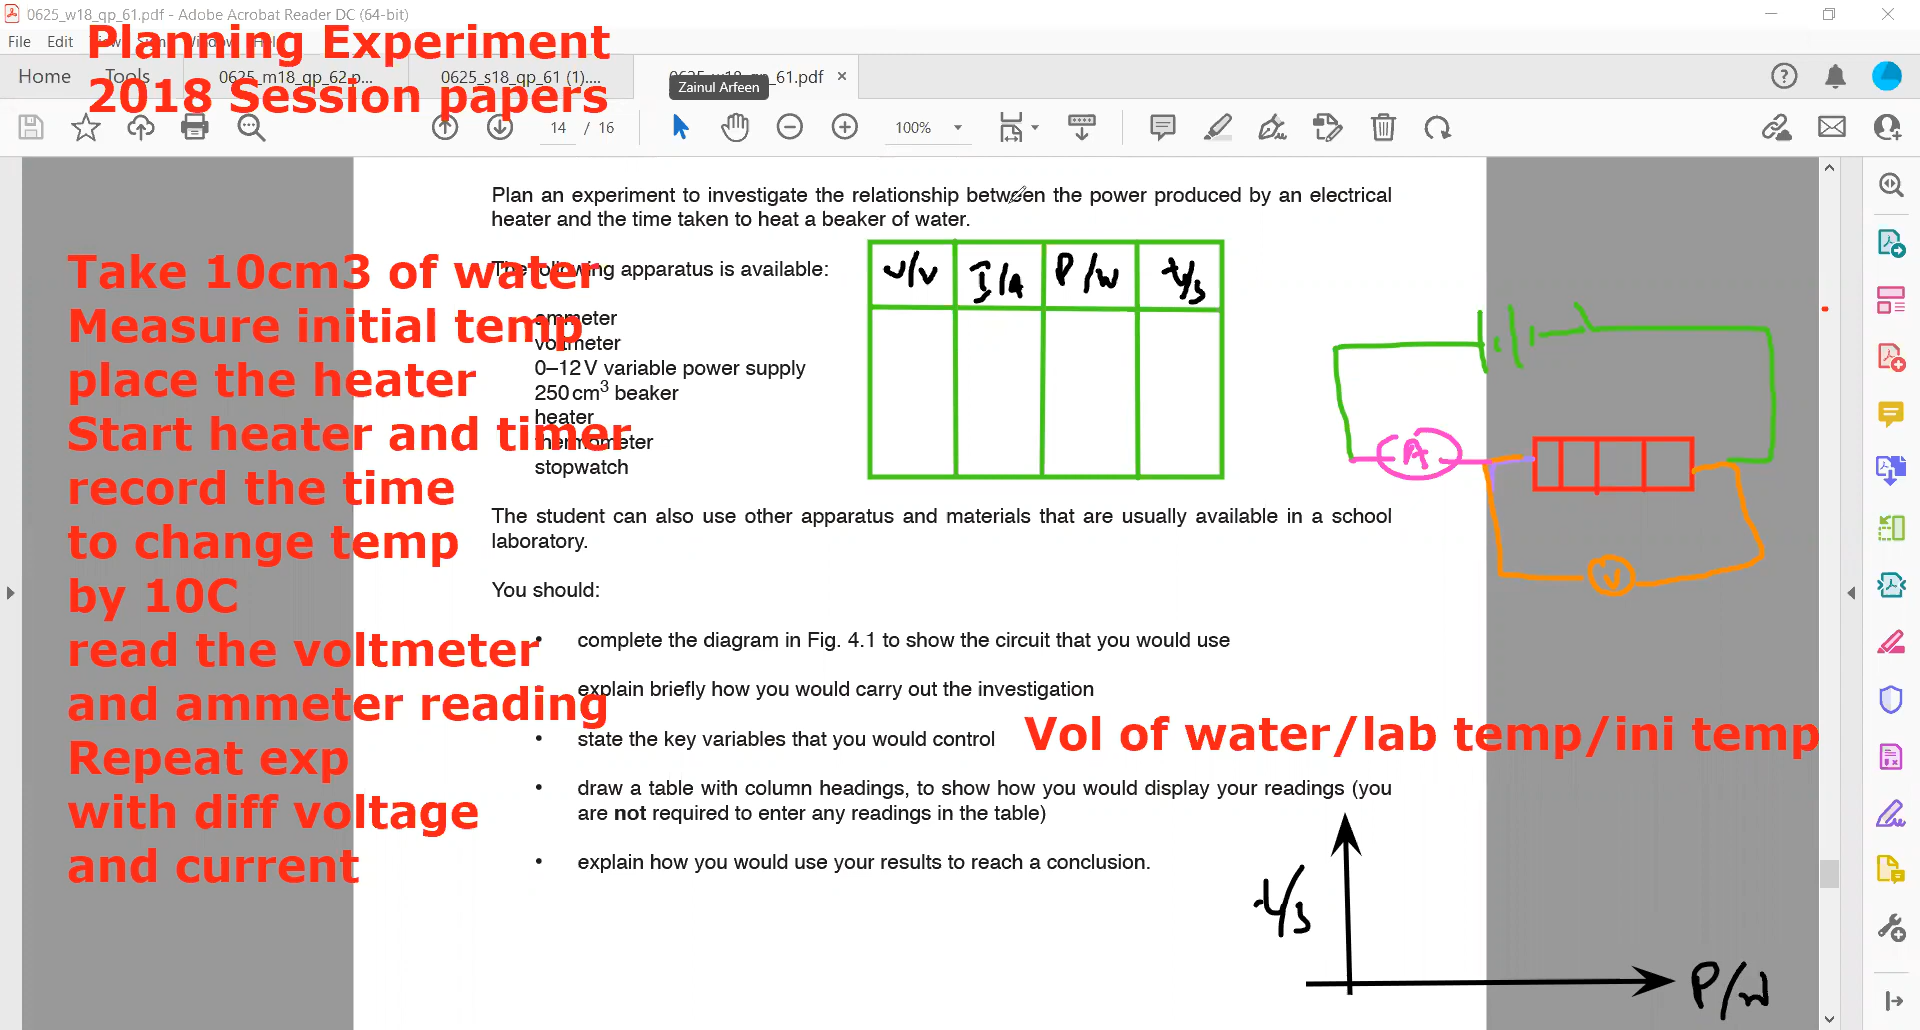 0625_w18_qp_61.pdf - Adobe Acrobat Reader DC (64-bit)
File Edit View Sign Window Help
Planning Experiment
2018 Session papers
Home Tools 0625_m18_qp_62.p... 0625_s18_qp_61 (1).... 0625_w18_qp_61.pdf ×
Zainul Arfeen
14 / 16 100%
Plan an experiment to investigate the relationship between the power produced by an electrical
heater and the time taken to heat a beaker of water.
The following apparatus is available:
ammeter
voltmeter
0–12 V variable power supply
250 cm³ beaker
heater
thermometer
stopwatch
V/V I/A P/W t/s
A
V
The student can also use other apparatus and materials that are usually available in a school
laboratory.
You should:
• complete the diagram in Fig. 4.1 to show the circuit that you would use
• explain briefly how you would carry out the investigation
• state the key variables that you would control
Vol of water/lab temp/ini temp
• draw a table with column headings, to show how you would display your readings (you
are not required to enter any readings in the table)
• explain how you would use your results to reach a conclusion.
t/s
P/W
Take 10cm3 of water
Measure initial temp
place the heater
Start heater and timer
record the time
to change temp
by 10C
read the voltmeter
and ammeter reading
Repeat exp
with diff voltage
and current